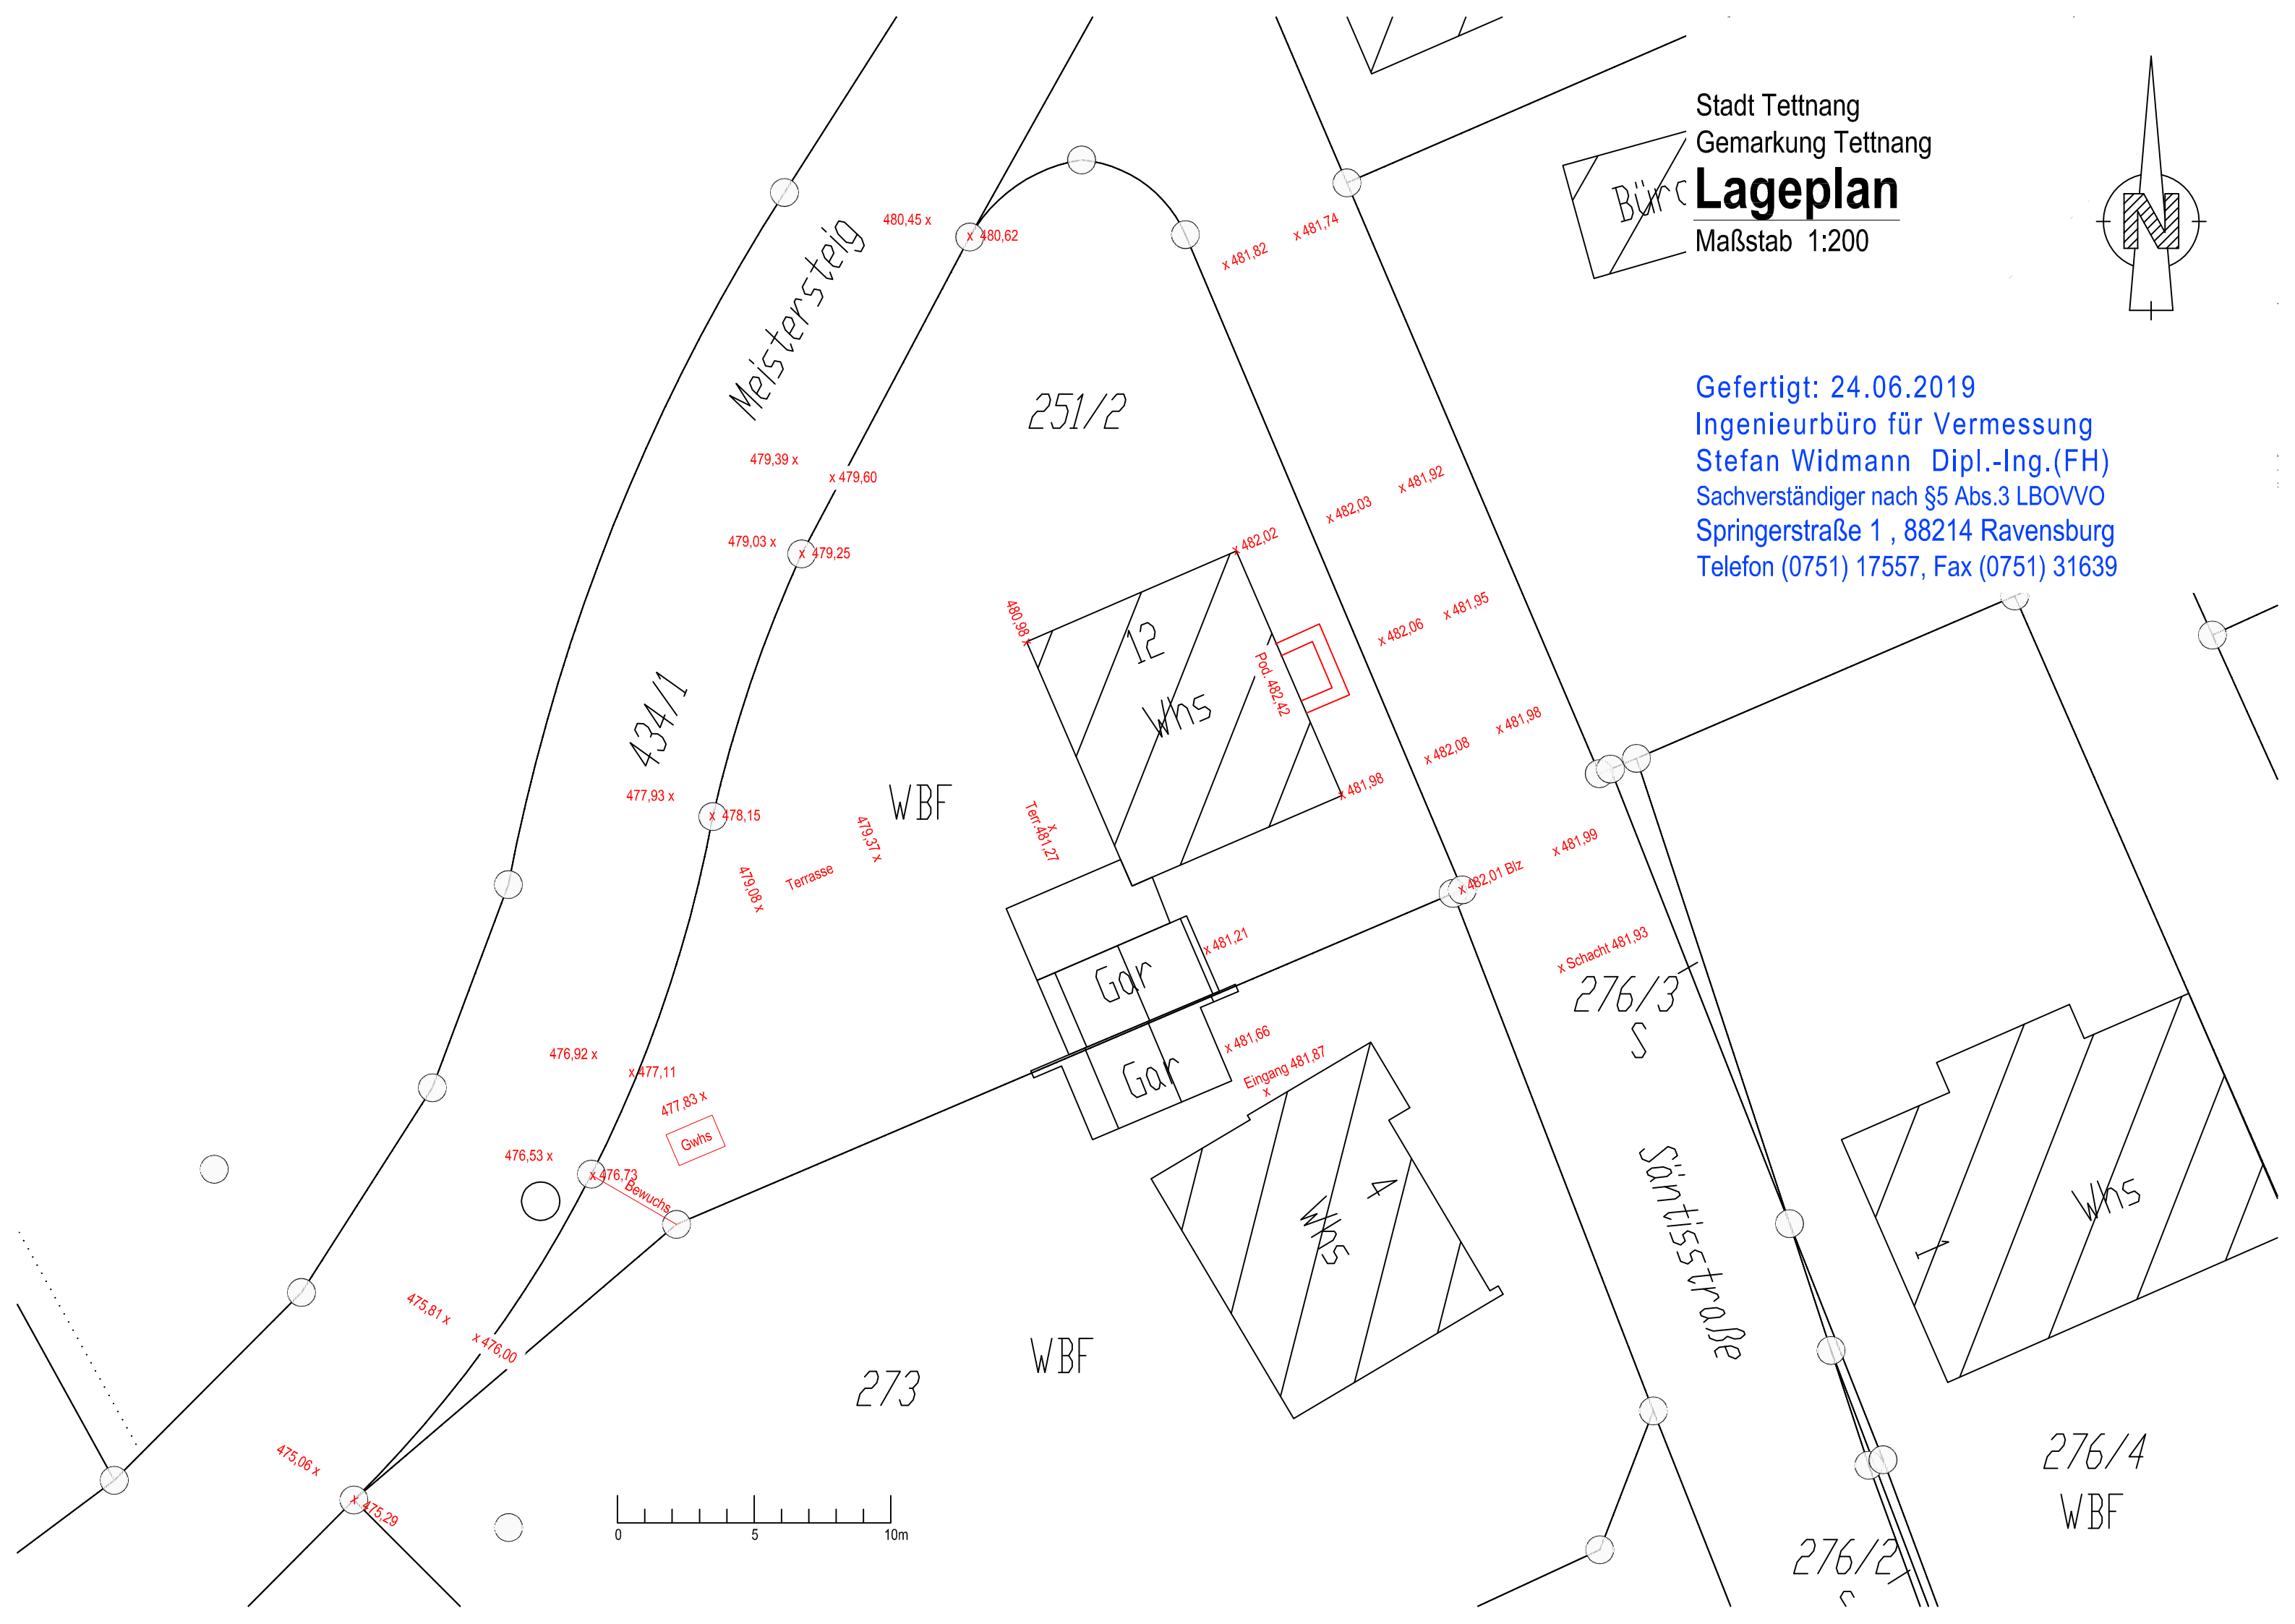 Stadt Tettnang
Gemarkung Tettnang
Lageplan
Maßstab 1:200
N
Gefertigt: 24.06.2019
Ingenieurbüro für Vermessung
Stefan Widmann Dipl.-Ing.(FH)
Sachverständiger nach §5 Abs.3 LBOVVO
Springerstraße 1 , 88214 Ravensburg
Telefon (0751) 17557, Fax (0751) 31639
480,45 x
x 480,62
x 481,82
x 481,74
Meistersteig
251/2
479,39 x
x 479,60
479,03 x
x 479,25
x 482,03
x 481,92
x 482,02
480,98 x
12
Whs
Pod. 482,42
x 482,06
x 481,95
434/1
477,93 x
x 478,15
WBF
479,37 x
Terrasse
479,08 x
x
Terr.481,27
x 481,98
x 482,08
x 481,98
x 482,01 Blz
x 481,99
x Schacht 481,93
276/3
S
x 481,21
Gar
Gar
x 481,66
Eingang 481,87
x
476,92 x
x 477,11
477,83 x
Gwhs
476,53 x
x 476,73
Bewuchs
4
Whs
Säntisstraße
1
Whs
475,81 x
x 476,00
273
WBF
475,06 x
x 475,29
0 5 10m
276/4
WBF
276/2